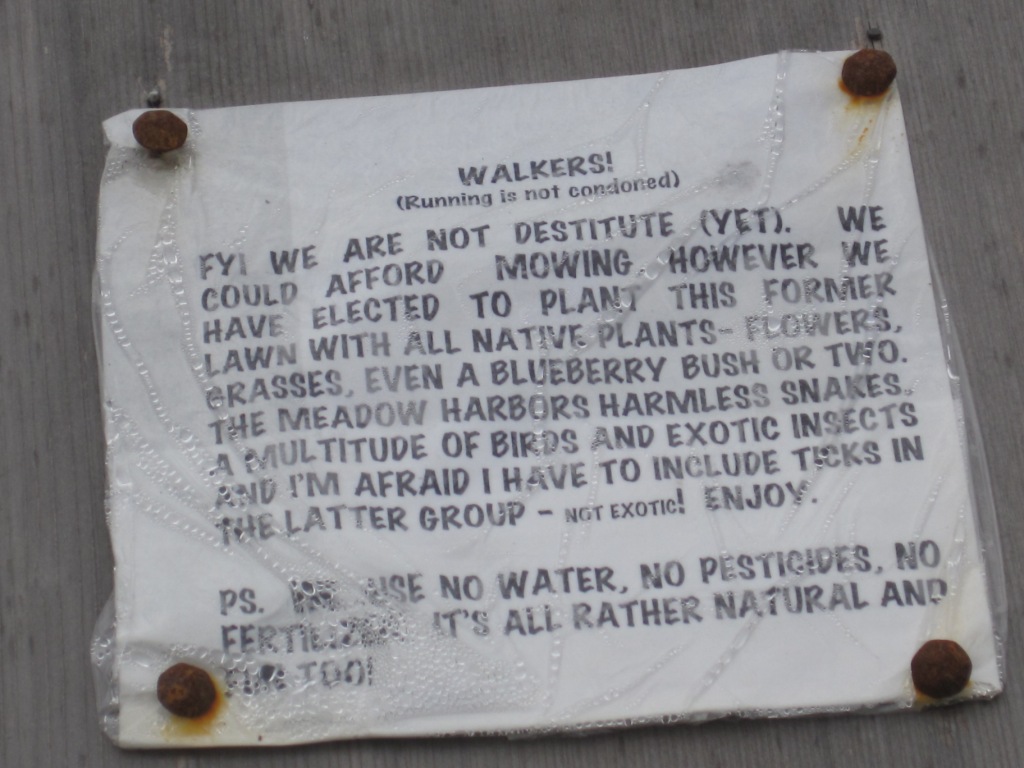 WALKERS!
(Running is not condoned)
FYI WE ARE NOT DESTITUTE (YET). WE
COULD AFFORD MOWING. HOWEVER WE
HAVE ELECTED TO PLANT THIS FORMER
LAWN WITH ALL NATIVE PLANTS- FLOWERS,
GRASSES, EVEN A BLUEBERRY BUSH OR TWO.
THE MEADOW HARBORS HARMLESS SNAKES,
A MULTITUDE OF BIRDS AND EXOTIC INSECTS
AND I'M AFRAID I HAVE TO INCLUDE TICKS IN
THE LATTER GROUP - NOT EXOTIC! ENJOY.
PS. WE USE NO WATER, NO PESTICIDES, NO
FERTILIZER. IT'S ALL RATHER NATURAL AND
FUN TOO!